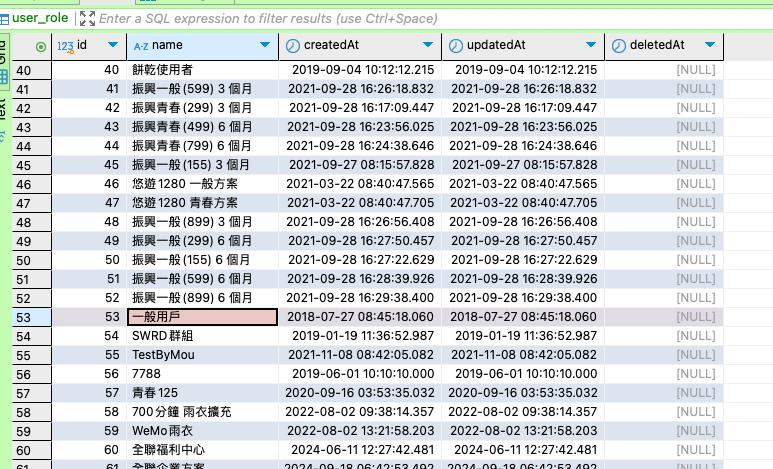 user_role Enter a SQL expression to filter results (use Ctrl+Space)
Grid
Text
123 id A-Z name createdAt updatedAt deletedAt
40 40 餅乾使用者 2019-09-04 10:12:12.215 2019-09-04 10:12:12.215 [NULL]
41 41 振興一般(599) 3 個月 2021-09-28 16:26:18.832 2021-09-28 16:26:18.832 [NULL]
42 42 振興青春(299) 3 個月 2021-09-28 16:17:09.447 2021-09-28 16:17:09.447 [NULL]
43 43 振興青春(499) 6 個月 2021-09-28 16:23:56.025 2021-09-28 16:23:56.025 [NULL]
44 44 振興青春(799) 6 個月 2021-09-28 16:24:38.646 2021-09-28 16:24:38.646 [NULL]
45 45 振興一般(155) 3 個月 2021-09-27 08:15:57.828 2021-09-27 08:15:57.828 [NULL]
46 46 悠遊1280 一般方案 2021-03-22 08:40:47.565 2021-03-22 08:40:47.565 [NULL]
47 47 悠遊1280 青春方案 2021-03-22 08:40:47.705 2021-03-22 08:40:47.705 [NULL]
48 48 振興一般(899) 3 個月 2021-09-28 16:26:56.408 2021-09-28 16:26:56.408 [NULL]
49 49 振興一般(299) 6 個月 2021-09-28 16:27:50.457 2021-09-28 16:27:50.457 [NULL]
50 50 振興一般(155) 6 個月 2021-09-28 16:27:22.629 2021-09-28 16:27:22.629 [NULL]
51 51 振興一般(599) 6 個月 2021-09-28 16:28:39.926 2021-09-28 16:28:39.926 [NULL]
52 52 振興一般(899) 6 個月 2021-09-28 16:29:38.400 2021-09-28 16:29:38.400 [NULL]
53 53 一般用戶 2018-07-27 08:45:18.060 2018-07-27 08:45:18.060 [NULL]
54 54 SWRD群組 2019-01-19 11:36:52.987 2019-01-19 11:36:52.987 [NULL]
55 55 TestByMou 2021-11-08 08:42:05.082 2021-11-08 08:42:05.082 [NULL]
56 56 7788 2019-06-01 10:10:10.000 2019-06-01 10:10:10.000 [NULL]
57 57 青春125 2020-09-16 03:53:35.032 2020-09-16 03:53:35.032 [NULL]
58 58 700分鐘 雨衣擴充 2022-08-02 09:38:14.357 2022-08-02 09:38:14.357 [NULL]
59 59 WeMo雨衣 2022-08-02 13:21:58.203 2022-08-02 13:21:58.203 [NULL]
60 60 全聯福利中心 2024-06-11 12:27:42.481 2024-06-11 12:27:42.481 [NULL]
61 61 全聯企業方案 [NULL]